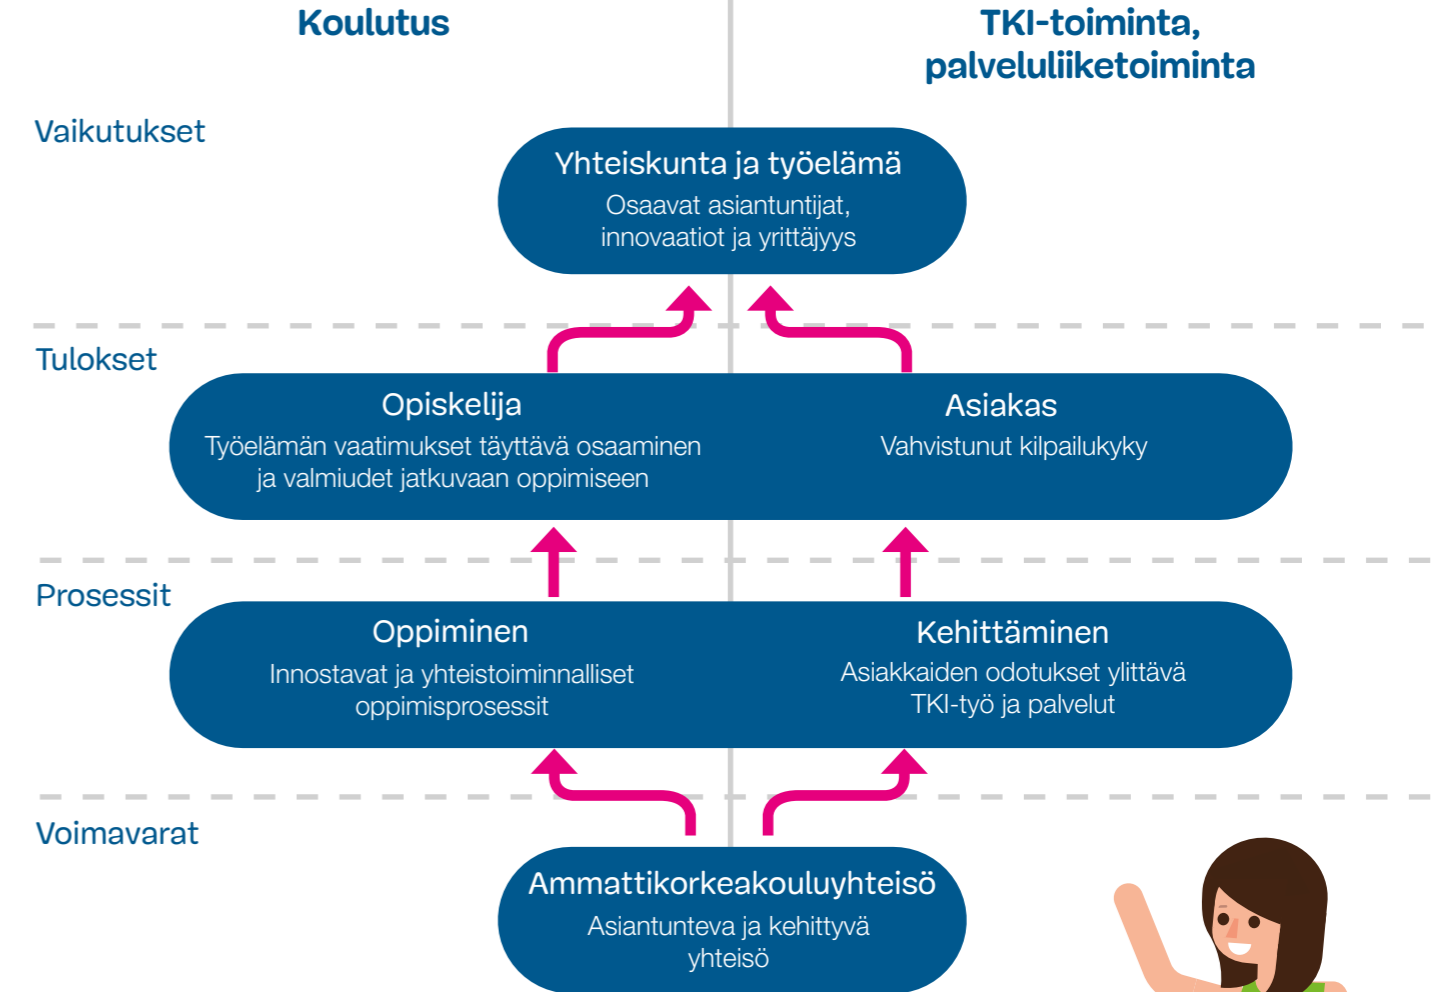 Koulutus
TKI-toiminta,
palveluliiketoiminta
Vaikutukset
Yhteiskunta ja työelämä
Osaavat asiantuntijat,
innovaatiot ja yrittäjyys
Tulokset
Opiskelija
Työelämän vaatimukset täyttävä osaaminen
ja valmiudet jatkuvaan oppimiseen
Asiakas
Vahvistunut kilpailukyky
Prosessit
Oppiminen
Innostavat ja yhteistoiminnalliset
oppimisprosessit
Kehittäminen
Asiakkaiden odotukset ylittävä
TKI-työ ja palvelut
Voimavarat
Ammattikorkeakouluyhteisö
Asiantunteva ja kehittyvä
yhteisö